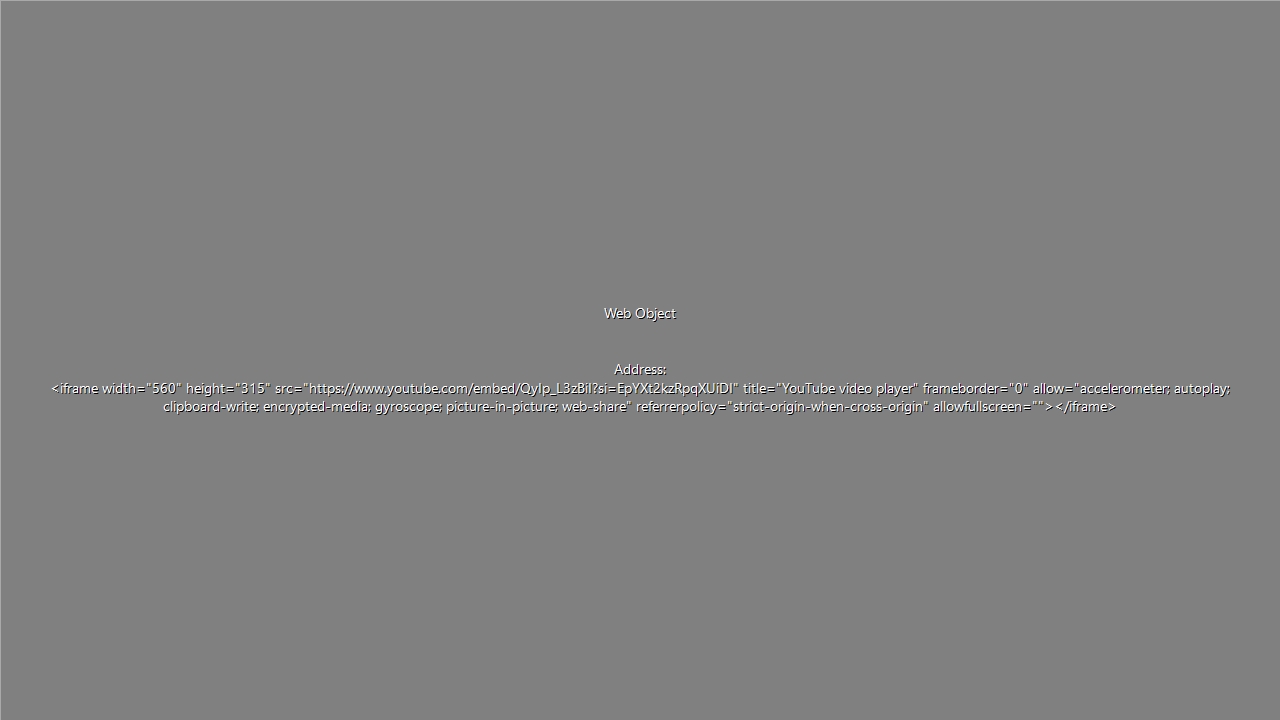 Web Object
Address:
<iframe width="560" height="315" src="https://www.youtube.com/embed/QyIp_L3zBiI?si=EpYXt2kzRpqXUiDI" title="YouTube video player" frameborder="0" allow="accelerometer; autoplay;
clipboard-write; encrypted-media; gyroscope; picture-in-picture; web-share" referrerpolicy="strict-origin-when-cross-origin" allowfullscreen=""></iframe>